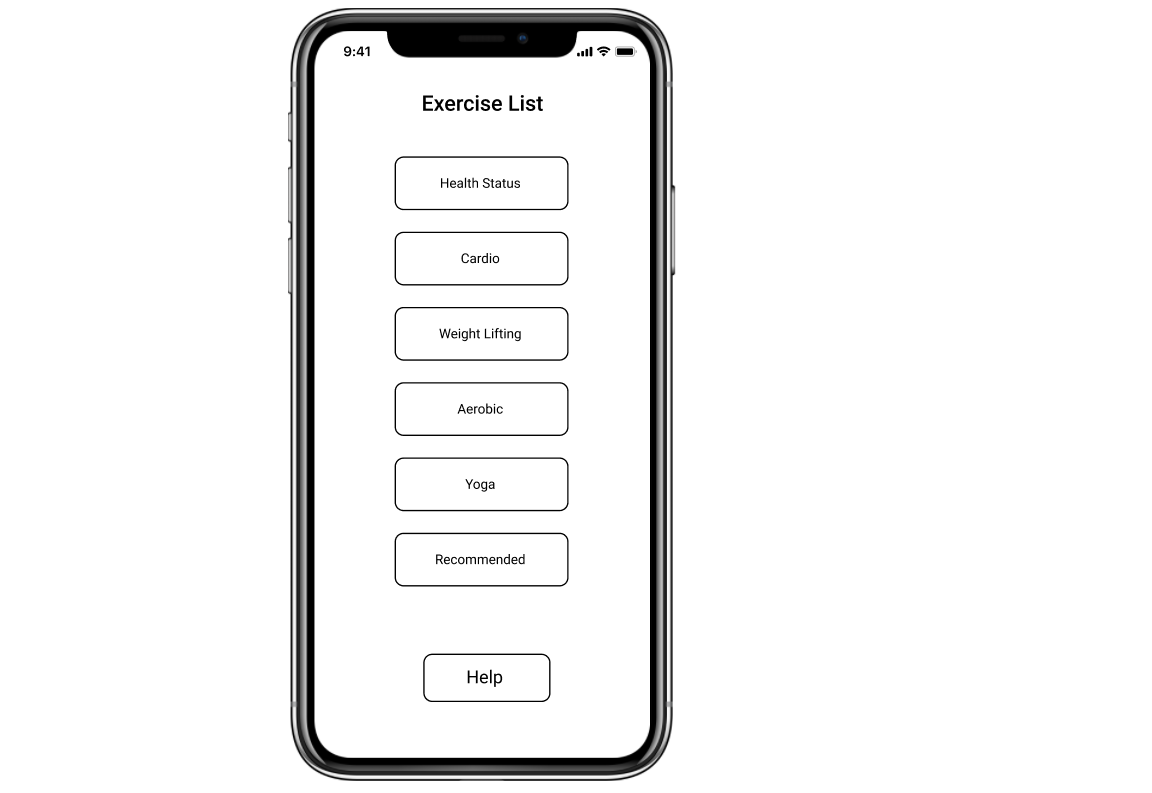 9:41
Exercise List
Health Status
Cardio
Weight Lifting
Aerobic
Yoga
Recommended
Help